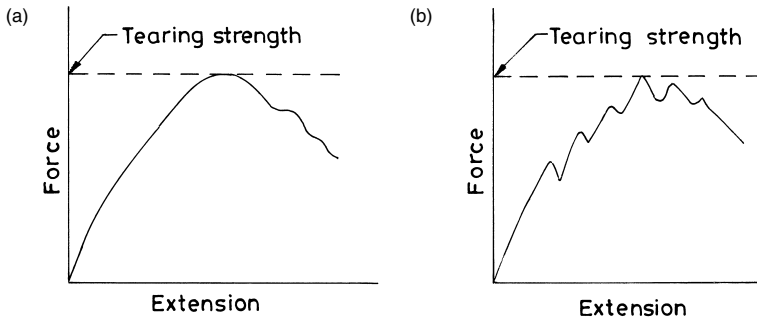 (a)
Tearing strength
Force
Extension
(b)
Tearing strength
Force
Extension